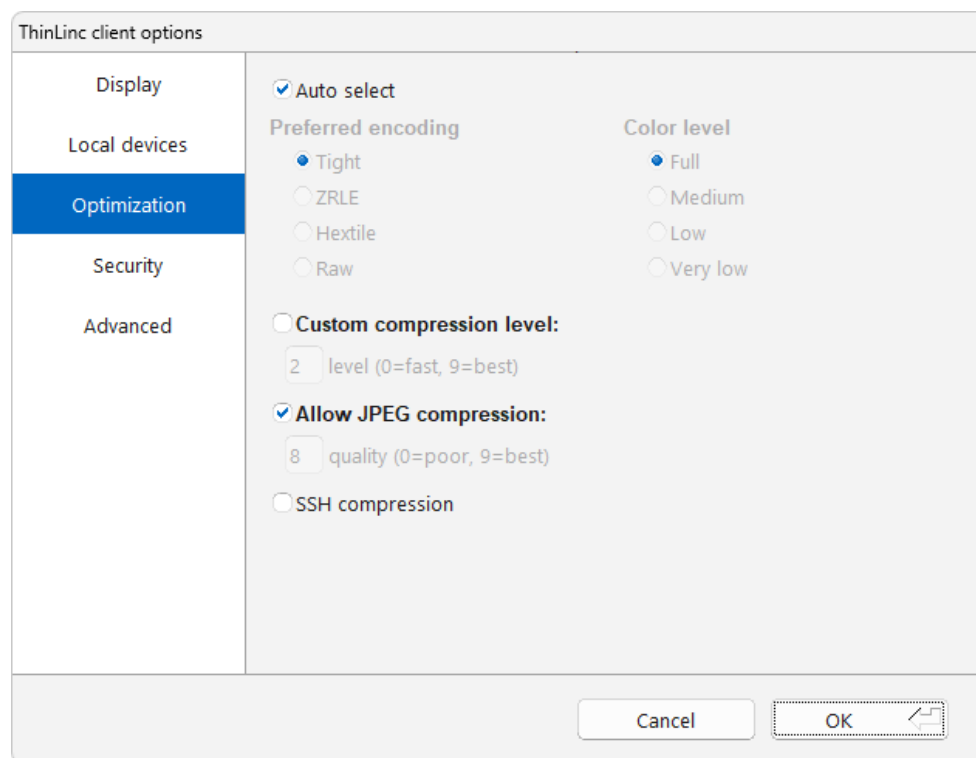 ThinLinc client options
Display
Local devices
Optimization
Security
Advanced
Auto select
Preferred encoding
Tight
ZRLE
Hextile
Raw
Color level
Full
Medium
Low
Very low
Custom compression level:
2 level (0=fast, 9=best)
Allow JPEG compression:
8 quality (0=poor, 9=best)
SSH compression
Cancel
OK